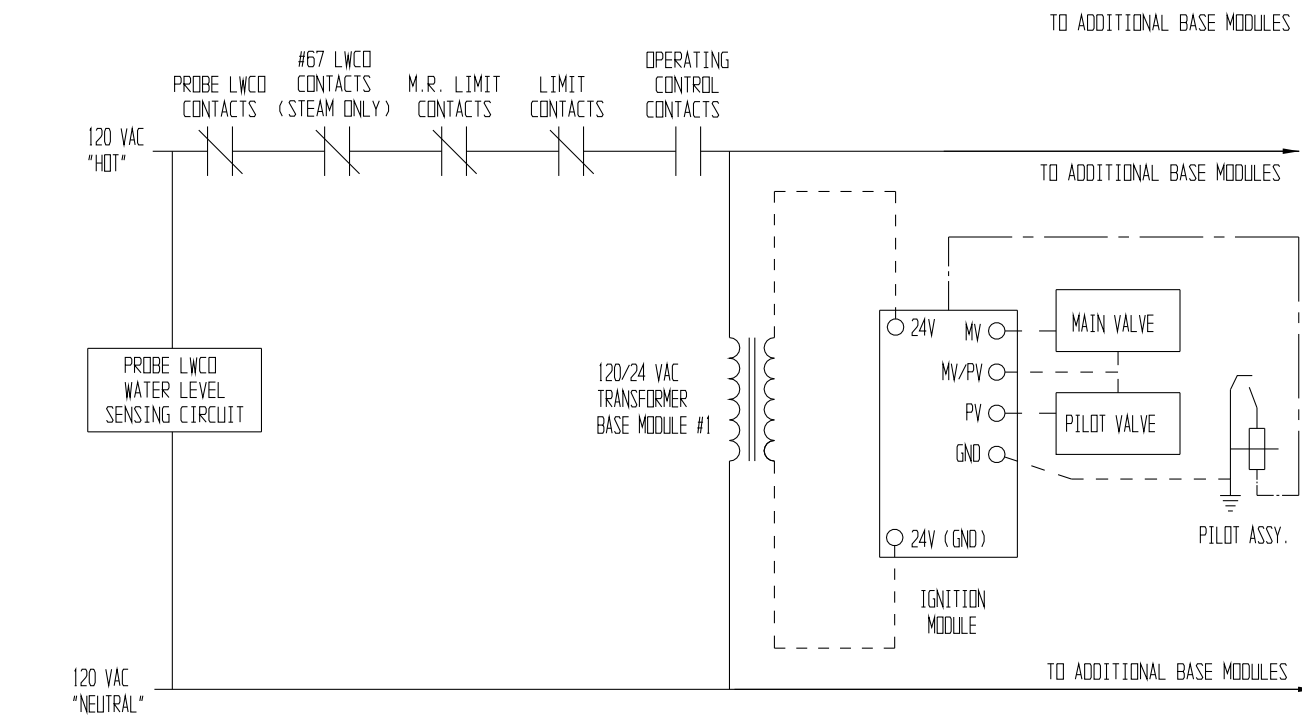 TO ADDITIONAL BASE MODULES
PROBE LWCO
CONTACTS
#67 LWCO
CONTACTS
(STEAM ONLY)
M.R. LIMIT
CONTACTS
LIMIT
CONTACTS
OPERATING
CONTROL
CONTACTS
120 VAC
"HOT"
TO ADDITIONAL BASE MODULES
PROBE LWCO
WATER LEVEL
SENSING CIRCUIT
120/24 VAC
TRANSFORMER
BASE MODULE #1
24V
MV
MV/PV
PV
GND
24V (GND)
MAIN VALVE
PILOT VALVE
PILOT ASSY.
IGNITION
MODULE
120 VAC
"NEUTRAL"
TO ADDITIONAL BASE MODULES